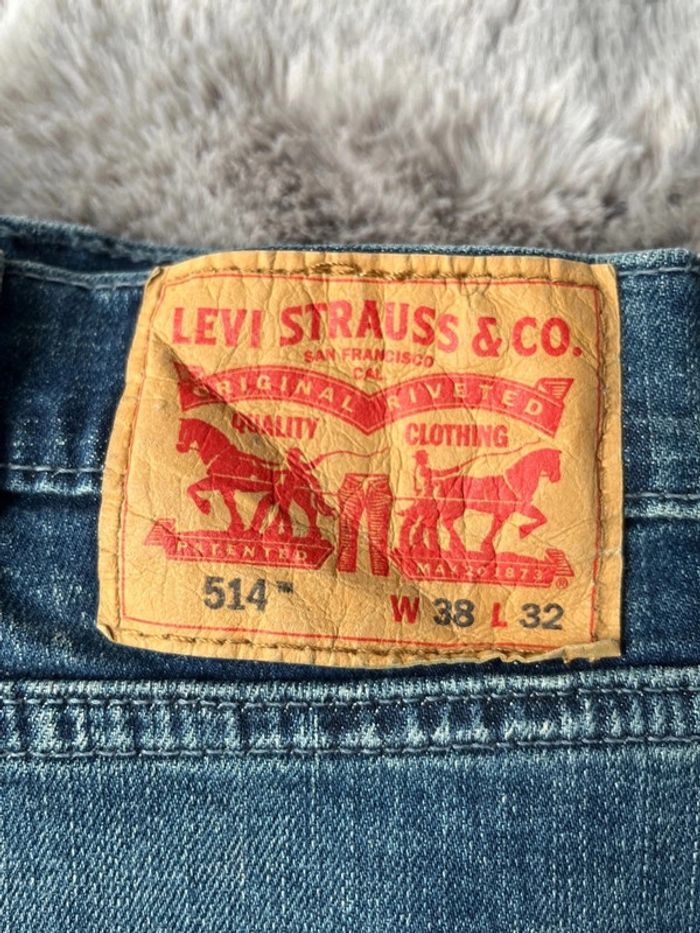 LEVI STRAUSS & CO.
SAN FRANCISCO
CAL.
ORIGINAL RIVETED
QUALITY CLOTHING
PATENTED MAY 20 1873 ®
514™ W 38 L 32